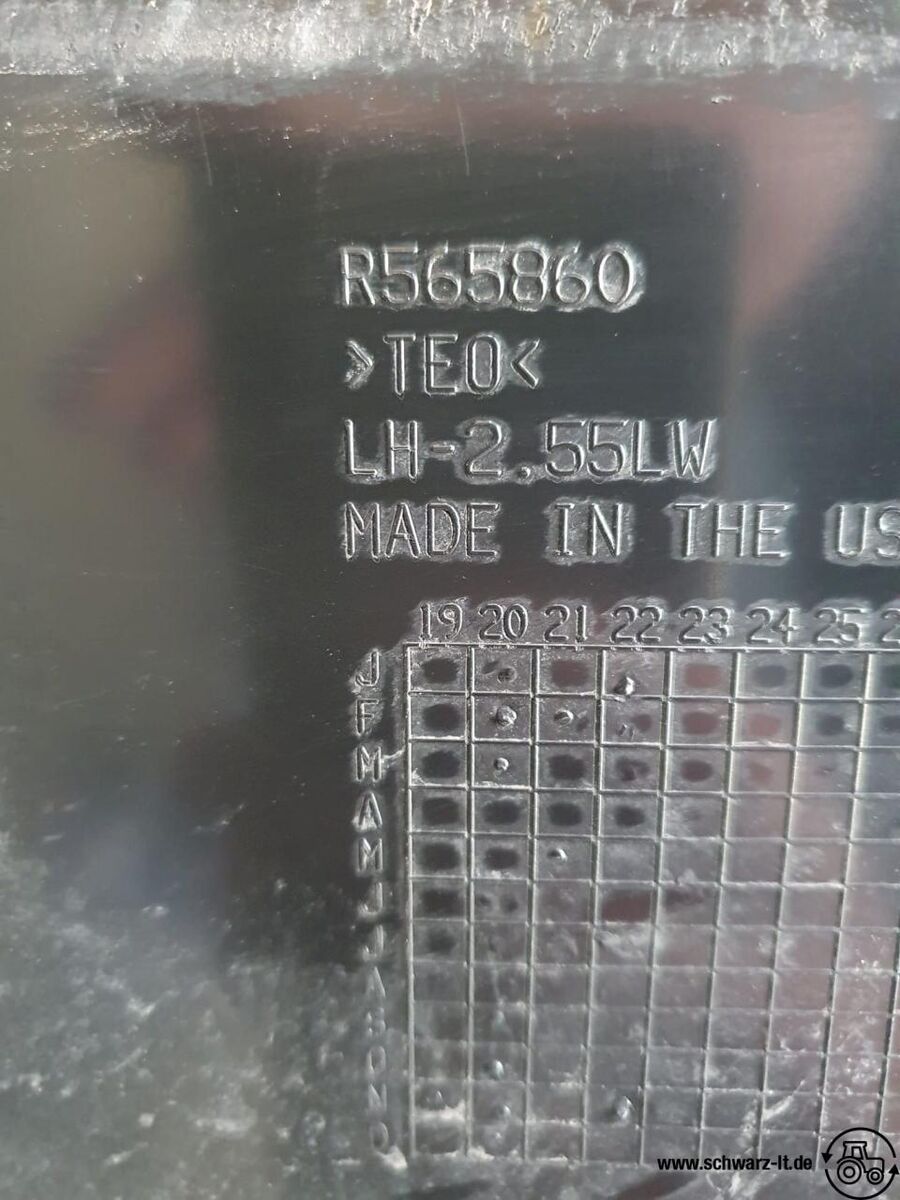 R565860
>TEO<
LH-2.55LW
MADE IN THE US
19 20 21 22 23 24 25 2
J
F
M
A
M
J
J
A
S
O
N
D
www.schwarz-lt.de